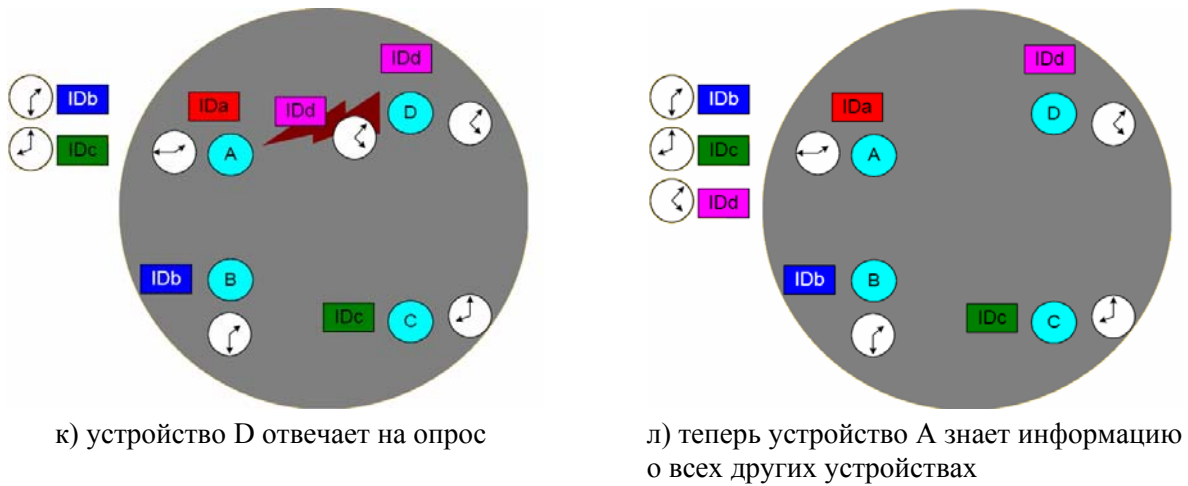 IDd
IDb
IDa
IDd
D
IDc
A
IDb
B
IDc
C
к) устройство D отвечает на опрос
IDd
IDb
IDa
D
IDc
A
IDd
IDb
B
IDc
C
л) теперь устройство А знает информацию
о всех других устройствах